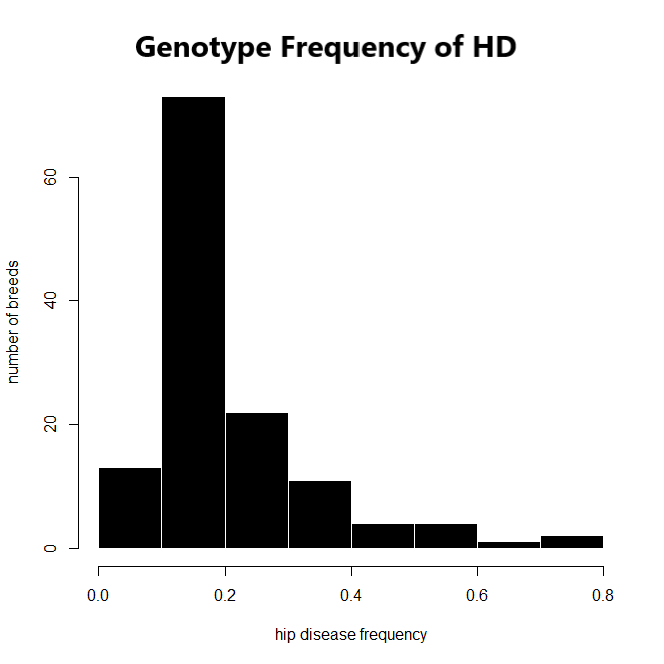 Genotype Frequency of HD
number of breeds
60
40
20
0
0.0 0.2 0.4 0.6 0.8
hip disease frequency